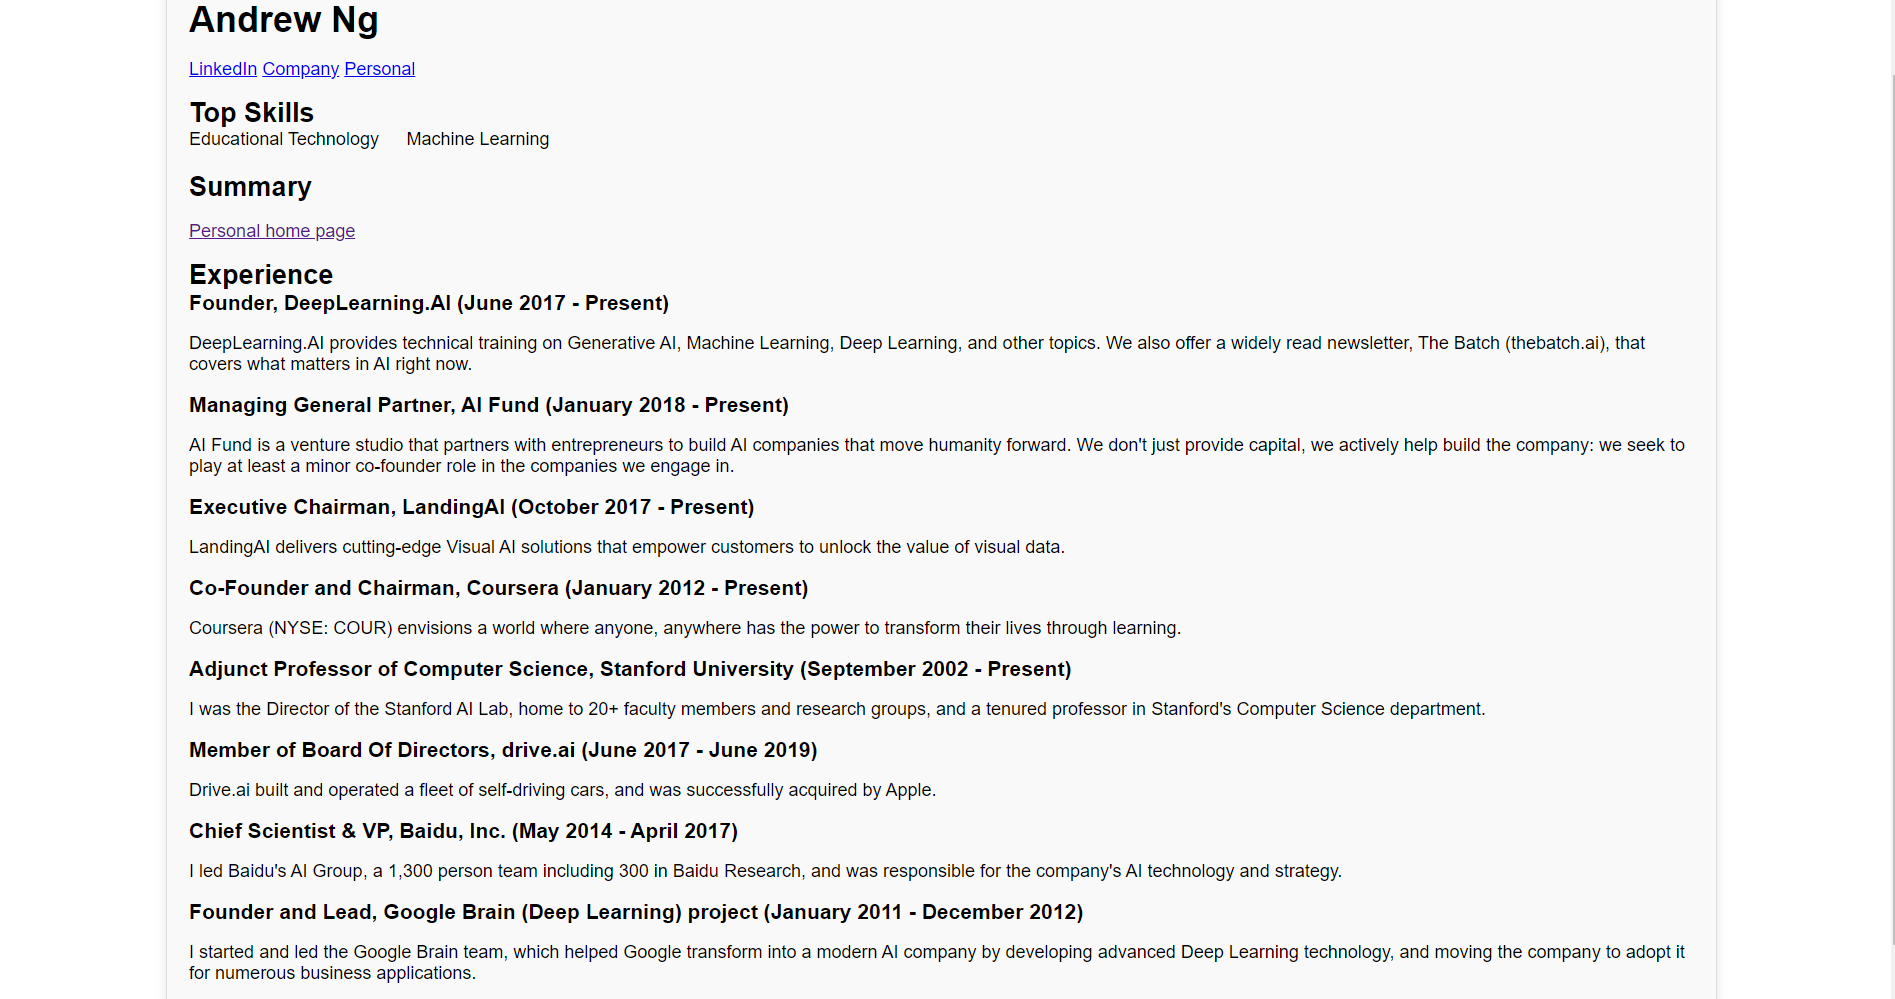 Andrew Ng
LinkedIn Company Personal
Top Skills
Educational Technology Machine Learning
Summary
Personal home page
Experience
Founder, DeepLearning.AI (June 2017 - Present)
DeepLearning.AI provides technical training on Generative AI, Machine Learning, Deep Learning, and other topics. We also offer a widely read newsletter, The Batch (thebatch.ai), that
covers what matters in AI right now.
Managing General Partner, AI Fund (January 2018 - Present)
AI Fund is a venture studio that partners with entrepreneurs to build AI companies that move humanity forward. We don't just provide capital, we actively help build the company: we seek to
play at least a minor co-founder role in the companies we engage in.
Executive Chairman, LandingAI (October 2017 - Present)
LandingAI delivers cutting-edge Visual AI solutions that empower customers to unlock the value of visual data.
Co-Founder and Chairman, Coursera (January 2012 - Present)
Coursera (NYSE: COUR) envisions a world where anyone, anywhere has the power to transform their lives through learning.
Adjunct Professor of Computer Science, Stanford University (September 2002 - Present)
I was the Director of the Stanford AI Lab, home to 20+ faculty members and research groups, and a tenured professor in Stanford's Computer Science department.
Member of Board Of Directors, drive.ai (June 2017 - June 2019)
Drive.ai built and operated a fleet of self-driving cars, and was successfully acquired by Apple.
Chief Scientist & VP, Baidu, Inc. (May 2014 - April 2017)
I led Baidu's AI Group, a 1,300 person team including 300 in Baidu Research, and was responsible for the company's AI technology and strategy.
Founder and Lead, Google Brain (Deep Learning) project (January 2011 - December 2012)
I started and led the Google Brain team, which helped Google transform into a modern AI company by developing advanced Deep Learning technology, and moving the company to adopt it
for numerous business applications.